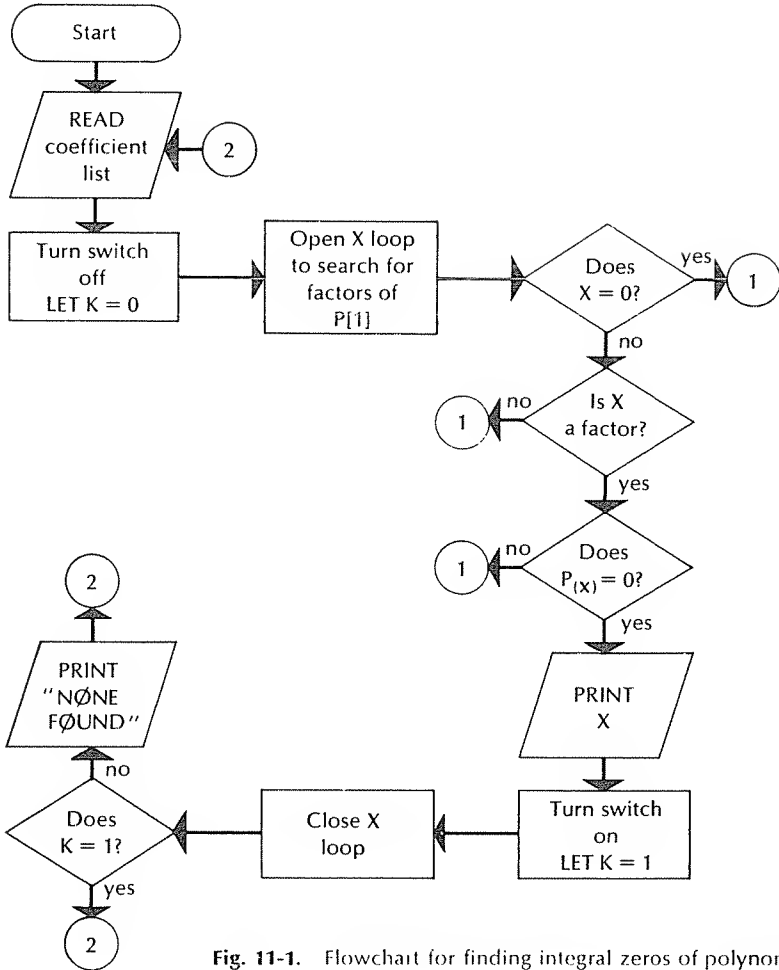 Start
READ
coefficient
list
2
Turn switch
off
LET K = 0
Open X loop
to search for
factors of
P[1]
Does
X = 0?
yes
1
no
Is X
a factor?
no
1
yes
Does
P(x) = 0?
no
1
yes
PRINT
X
Turn switch
on
LET K = 1
Close X
loop
Does
K = 1?
no
PRINT
"NØNE
FØUND"
2
yes
2
Fig. 11-1. Flowchart for finding integral zeros of polynor